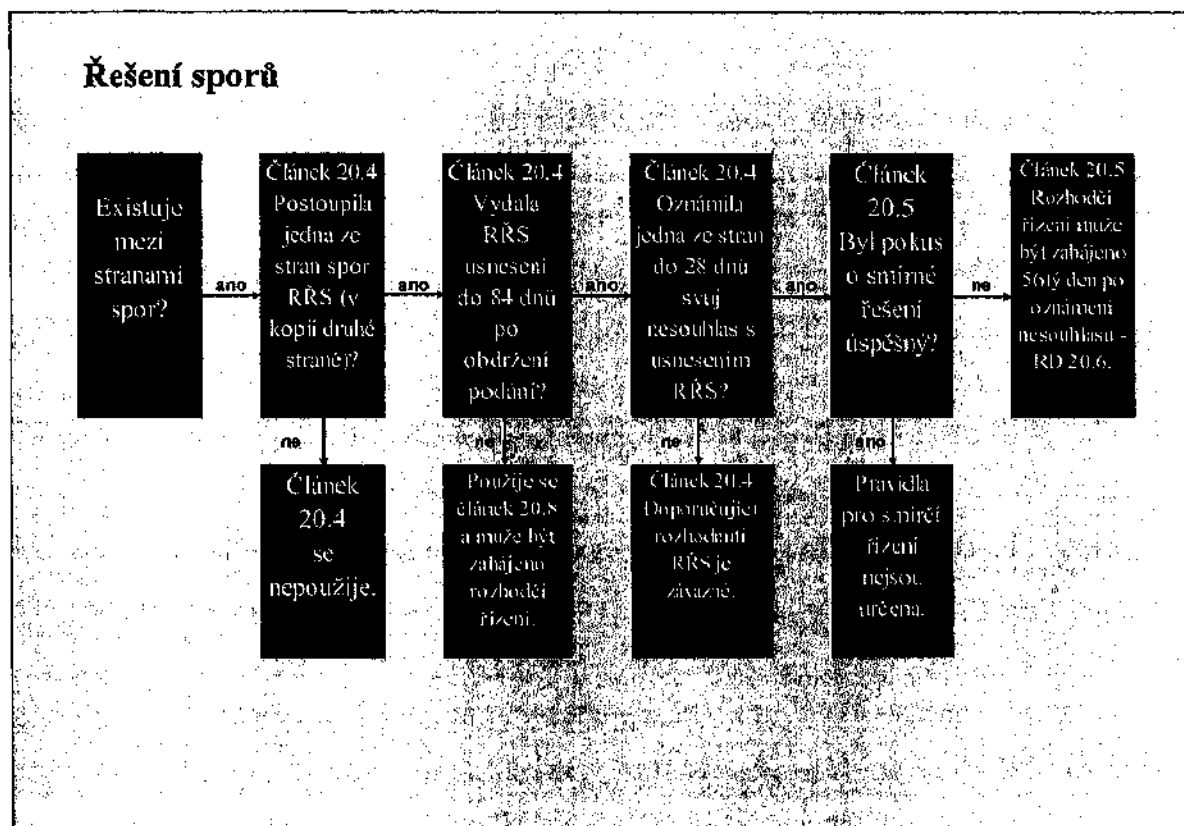 Řešení sporů
Existuje
mezi
stranami
spor?
ano
Článek 20.4
Postoupila
jedna ze
stran spor
RŘS (v
kopii druhé
straně)?
ano
Článek 20.4
Vydala
RŘS
usnesení
do 84 dnů
po
obdržení
podání?
ano
Článek 20.4
Oznámila
jedna ze stran
do 28 dnů
svuj
nesouhlas s
usnesením
RŘS?
ano
Článek
20.5
Byl pokus
o smírné
řešení
úspěšný?
ne
Článek 20.5
Rozhodčí
řízení muže
být zahájeno
56tý den po
oznámení
nesouhlasu -
RD 20.6.
ne
Článek
20.4
se
nepoužije.
ne
Použije se
článek 20.8
a muže být
zahájeno
rozhodčí
řízení.
ne
Článek 20.4
Doporučující
rozhodnutí
RŘS je
závazné.
ano
Pravidla
pro smírčí
řízení
nejsou
určena.